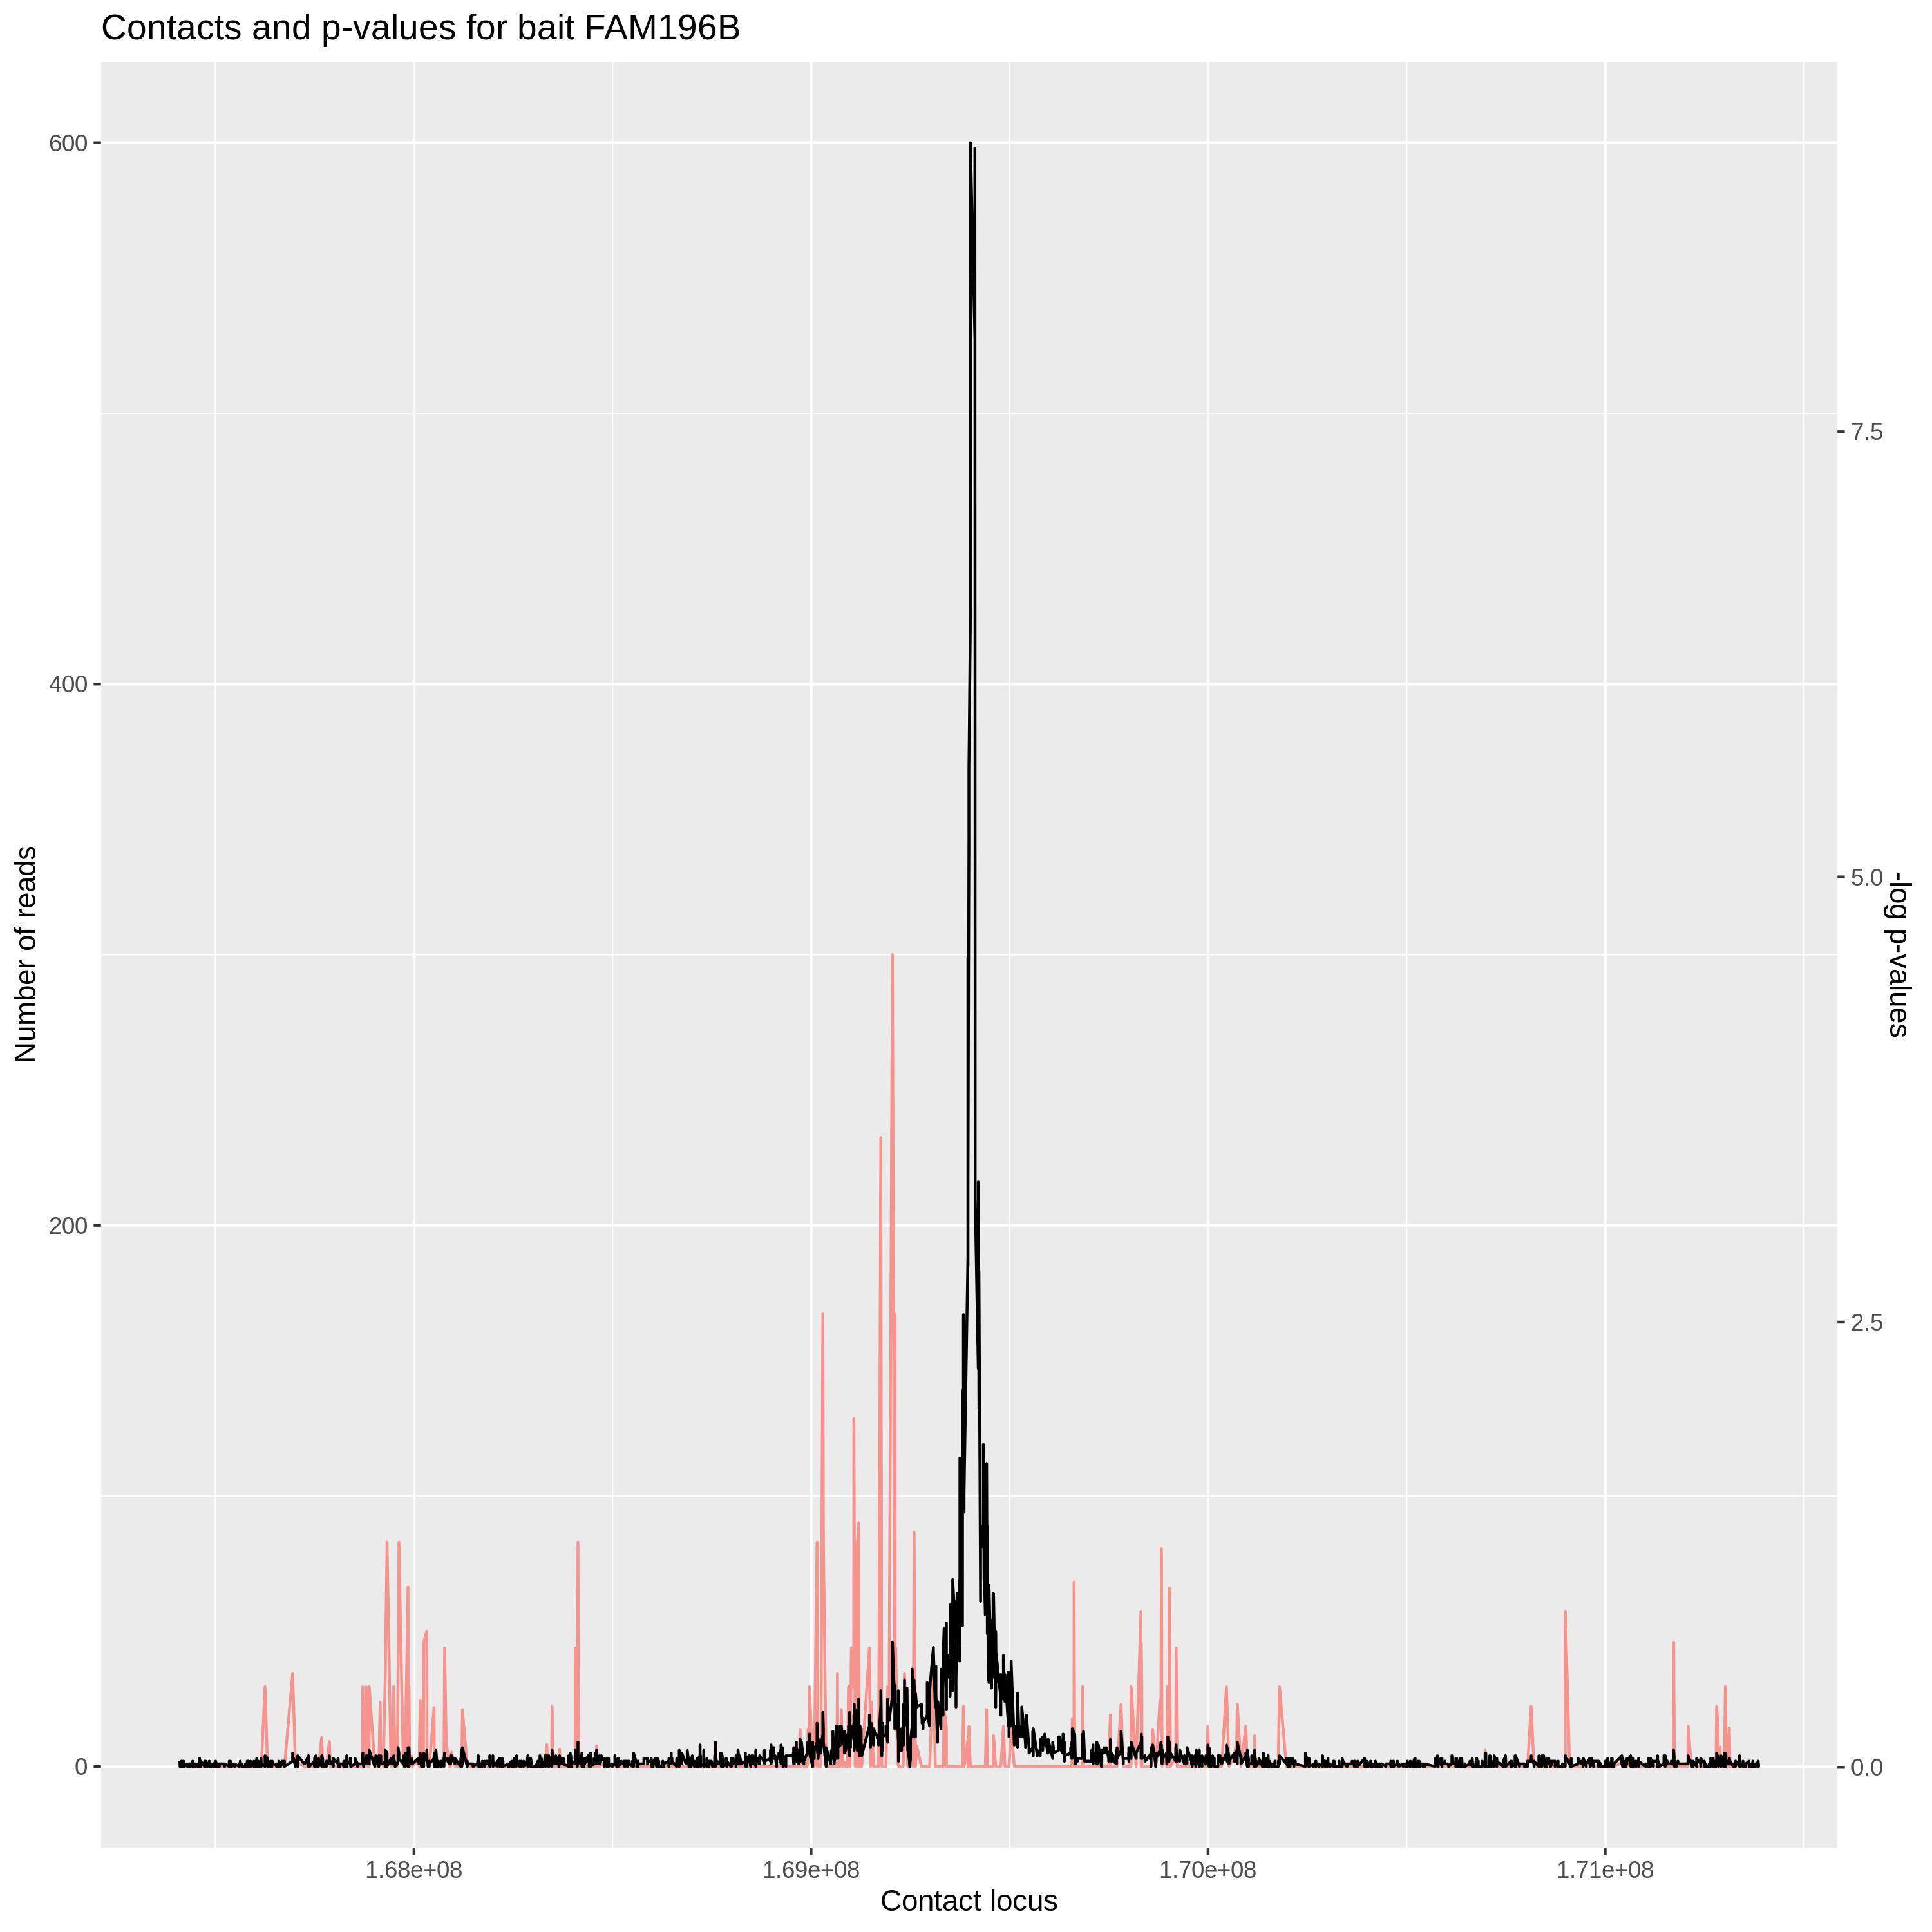 Contacts and p-values for bait FAM196B
600
400
200
0
Number of reads
7.5
5.0
2.5
0.0
-log p-values
1.68e+08
1.69e+08
1.70e+08
1.71e+08
Contact locus